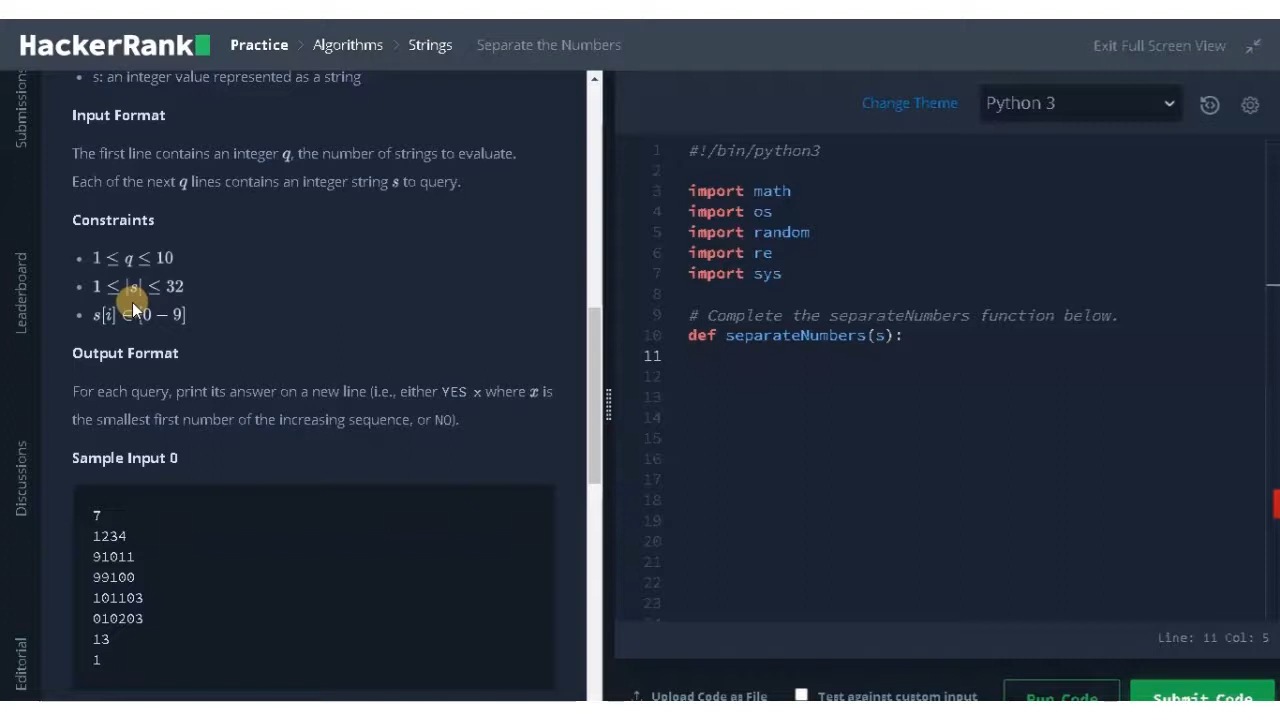 HackerRank Practice > Algorithms > Strings Separate the Numbers Exit Full Screen View
Submissions
Leaderboard
Discussions
Editorial
• s: an integer value represented as a string
Input Format
The first line contains an integer q, the number of strings to evaluate.
Each of the next q lines contains an integer string s to query.
Constraints
• 1 ≤ q ≤ 10
• 1 ≤ |s| ≤ 32
• s[i] ∈ [0 − 9]
Output Format
For each query, print its answer on a new line (i.e., either YES x where x is
the smallest first number of the increasing sequence, or NO).
Sample Input 0
7
1234
91011
99100
101103
010203
13
1
Change Theme Python 3
1 #!/bin/python3
2
3 import math
4 import os
5 import random
6 import re
7 import sys
8
9 # Complete the separateNumbers function below.
10 def separateNumbers(s):
11
12
13
14
15
16
17
18
19
20
21
22
23
Line: 11 Col: 5
Upload Code as File Test against custom input Run Code Submit Code